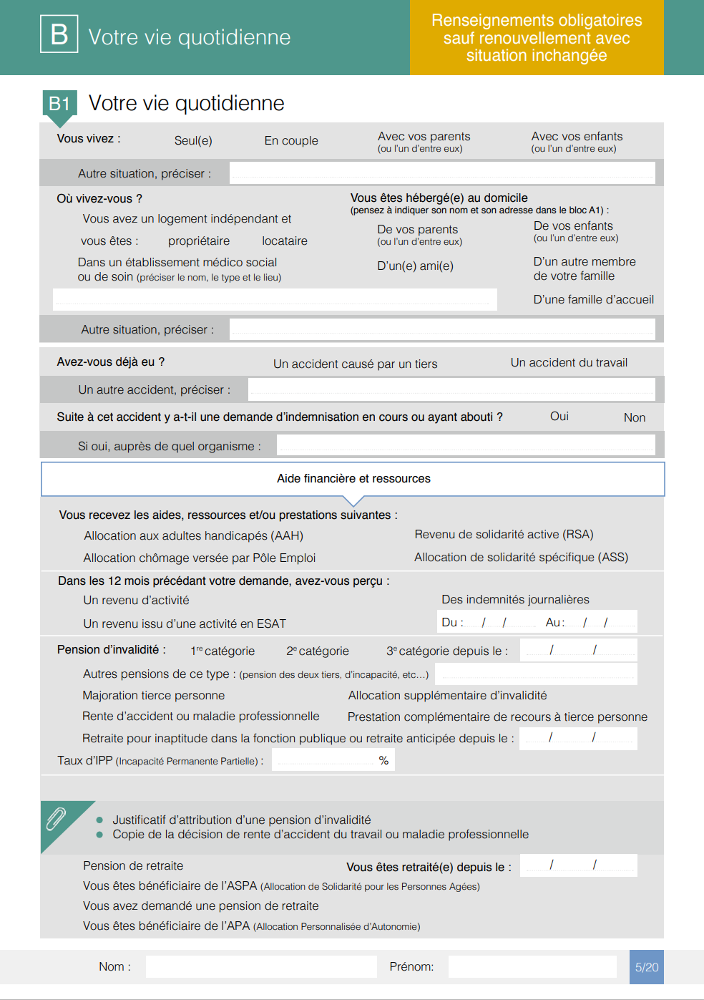 B Votre vie quotidienne
Renseignements obligatoires
sauf renouvellement avec
situation inchangée
B1 Votre vie quotidienne
Vous vivez : Seul(e) En couple Avec vos parents (ou l'un d'entre eux) Avec vos enfants (ou l'un d'entre eux)
Autre situation, préciser :
Où vivez-vous ?
Vous avez un logement indépendant et
vous êtes : propriétaire locataire
Dans un établissement médico social
ou de soin (préciser le nom, le type et le lieu)
Vous êtes hébergé(e) au domicile
(pensez à indiquer son nom et son adresse dans le bloc A1) :
De vos parents
(ou l'un d'entre eux)
De vos enfants
(ou l'un d'entre eux)
D'un(e) ami(e)
D'un autre membre
de votre famille
D'une famille d'accueil
Autre situation, préciser :
Avez-vous déjà eu ? Un accident causé par un tiers Un accident du travail
Un autre accident, préciser :
Suite à cet accident y a-t-il une demande d'indemnisation en cours ou ayant abouti ? Oui Non
Si oui, auprès de quel organisme :
Aide financière et ressources
Vous recevez les aides, ressources et/ou prestations suivantes :
Allocation aux adultes handicapés (AAH) Revenu de solidarité active (RSA)
Allocation chômage versée par Pôle Emploi Allocation de solidarité spécifique (ASS)
Dans les 12 mois précédant votre demande, avez-vous perçu :
Un revenu d'activité Des indemnités journalières
Un revenu issu d'une activité en ESAT Du : / / Au : / /
Pension d'invalidité : 1re catégorie 2e catégorie 3e catégorie depuis le : / /
Autres pensions de ce type : (pension des deux tiers, d'incapacité, etc...)
Majoration tierce personne Allocation supplémentaire d'invalidité
Rente d'accident ou maladie professionnelle Prestation complémentaire de recours à tierce personne
Retraite pour inaptitude dans la fonction publique ou retraite anticipée depuis le : / /
Taux d'IPP (Incapacité Permanente Partielle) : %
● Justificatif d'attribution d'une pension d'invalidité
● Copie de la décision de rente d'accident du travail ou maladie professionnelle
Pension de retraite Vous êtes retraité(e) depuis le : / /
Vous êtes bénéficiaire de l'ASPA (Allocation de Solidarité pour les Personnes Agées)
Vous avez demandé une pension de retraite
Vous êtes bénéficiaire de l'APA (Allocation Personnalisée d'Autonomie)
Nom : Prénom: 5/20